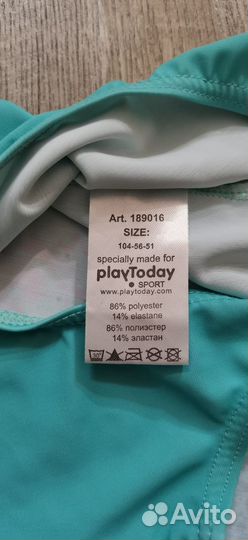 Art. 189016
SIZE:
104-56-51
specially made for
playToday
SPORT
www.playtoday.com
86% polyester
14% elastane
86% полиэстер
14% эластан
Avito